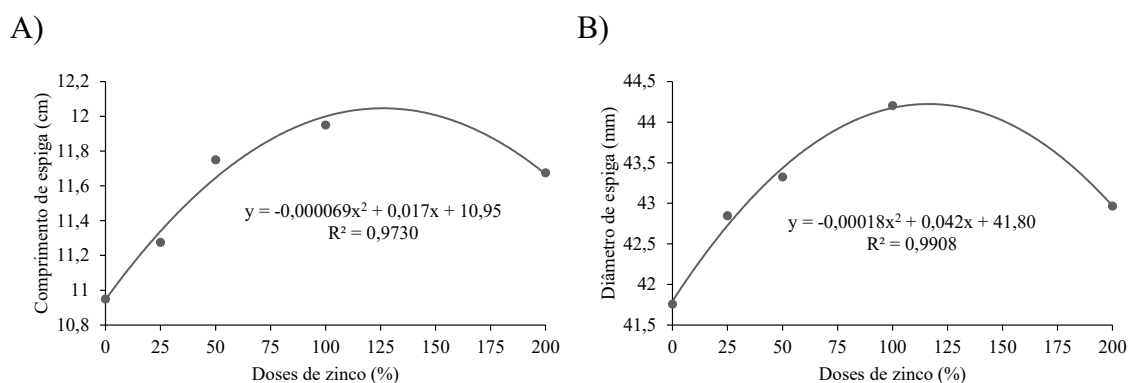 A)
B)
12,2
12
11,8
11,6
11,4
11,2
11
10,8
Comprimento de espiga (cm)
y = -0,000069x² + 0,017x + 10,95
R² = 0,9730
0 25 50 75 100 125 150 175 200
Doses de zinco (%)
44,5
44
43,5
43
42,5
42
41,5
Diâmetro de espiga (mm)
y = -0,00018x² + 0,042x + 41,80
R² = 0,9908
0 25 50 75 100 125 150 175 200
Doses de zinco (%)